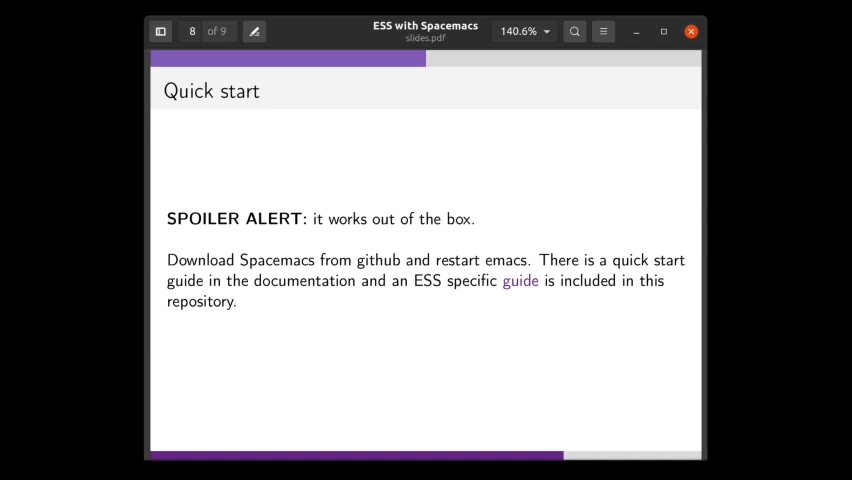 8 of 9
ESS with Spacemacs
slides.pdf
140.6%
Quick start
SPOILER ALERT: it works out of the box.
Download Spacemacs from github and restart emacs. There is a quick start
guide in the documentation and an ESS specific guide is included in this
repository.